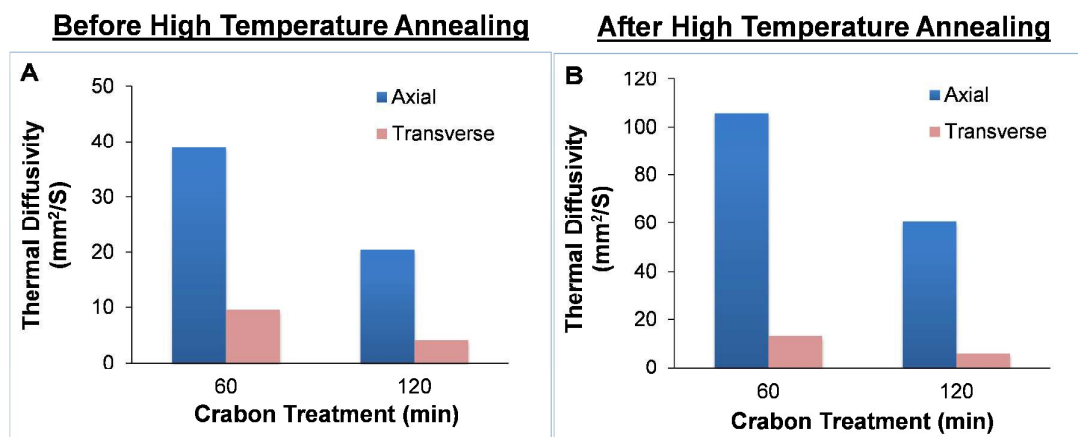 Before High Temperature Annealing
A
50
40
30
20
10
0
Thermal Diffusivity
(mm²/S)
Axial
Transverse
60
120
Crabon Treatment (min)
After High Temperature Annealing
B
120
100
80
60
40
20
0
Thermal Diffusivity
(mm²/S)
Axial
Transverse
60
120
Crabon Treatment (min)